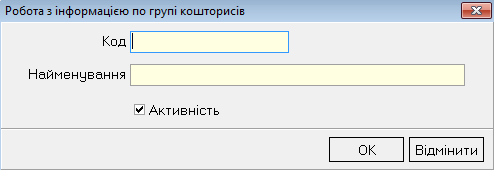 Робота з інформацією по групі кошторисів
Код
Найменування
Активність
OK Відмінити